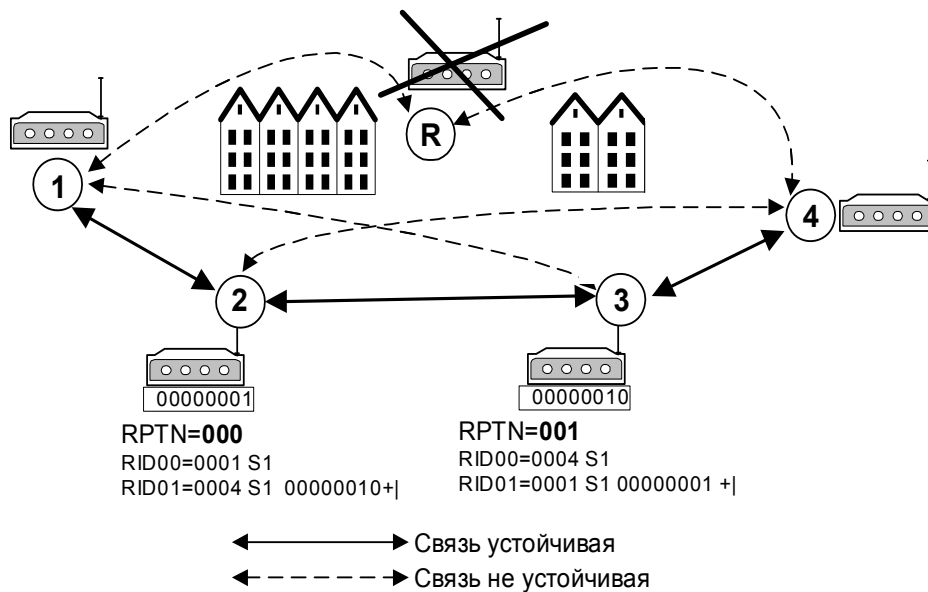 R
1
4
2
3
00000001
00000010
RPTN=000
RID00=0001 S1
RID01=0004 S1 00000010+|
RPTN=001
RID00=0004 S1
RID01=0001 S1 00000001 +|
Связь устойчивая
Связь не устойчивая